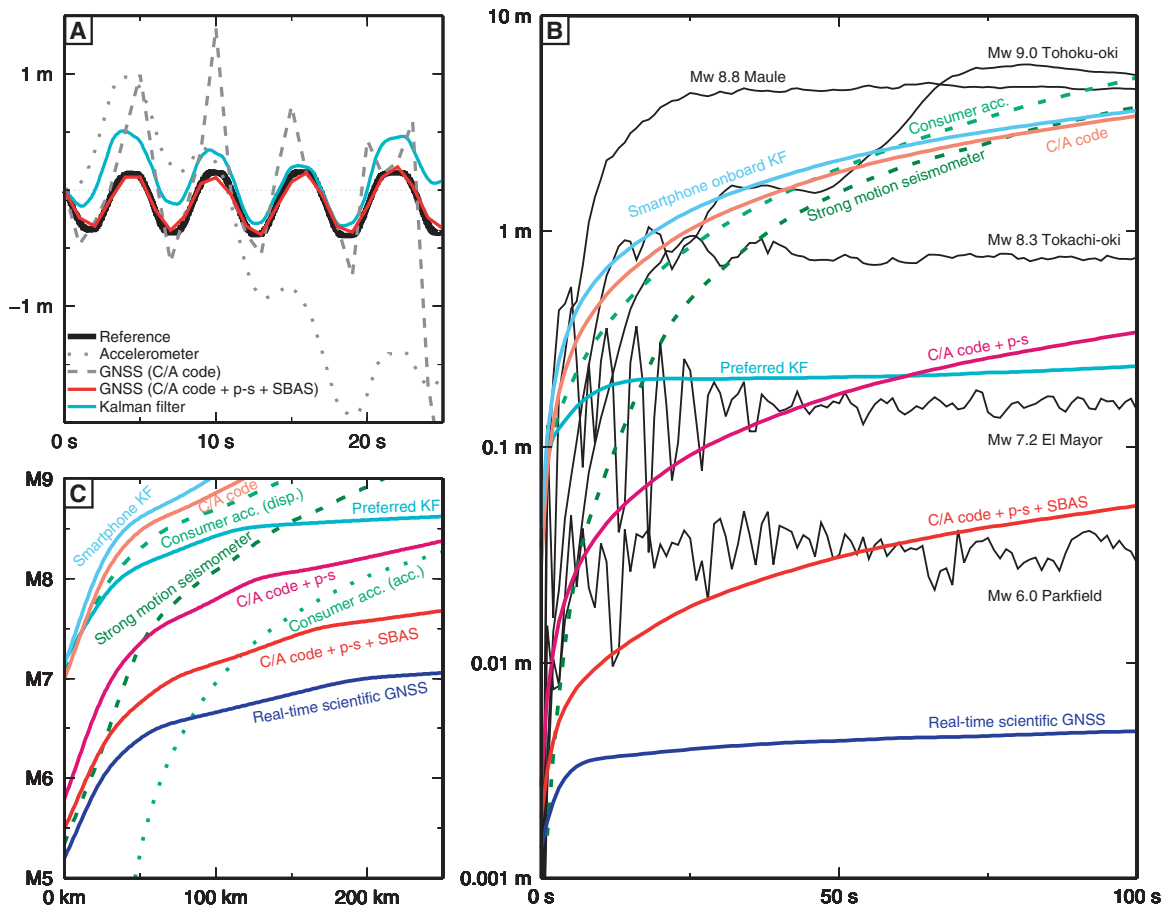 A
1 m
−1 m
Reference
Accelerometer
GNSS (C/A code)
GNSS (C/A code + p-s + SBAS)
Kalman filter
0 s
10 s
20 s
B
10 m
1 m
0.1 m
0.01 m
0.001 m
Mw 9.0 Tohoku-oki
Mw 8.8 Maule
Consumer acc.
C/A code
Smartphone onboard KF
Strong motion seismometer
Mw 8.3 Tokachi-oki
C/A code + p-s
Preferred KF
Mw 7.2 El Mayor
C/A code + p-s + SBAS
Mw 6.0 Parkfield
Real-time scientific GNSS
0 s
50 s
100 s
C
M9
M8
M7
M6
M5
Smartphone KF
C/A code
Consumer acc. (disp.)
Preferred KF
Strong motion seismometer
C/A code + p-s
Consumer acc. (acc.)
C/A code + p-s + SBAS
Real-time scientific GNSS
0 km
100 km
200 km